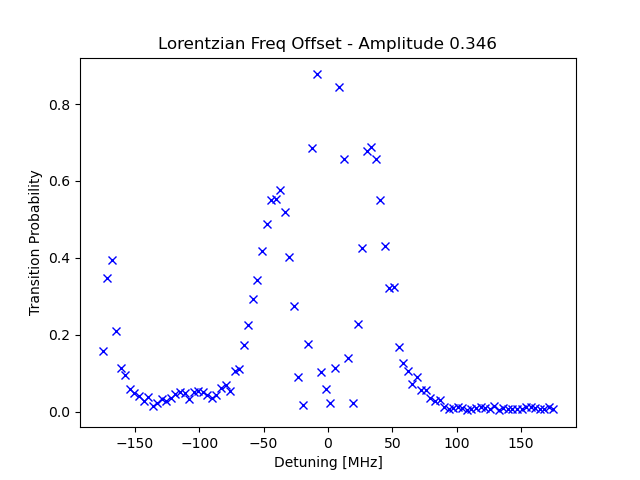 Lorentzian Freq Offset - Amplitude 0.346
Transition Probability
0.8
0.6
0.4
0.2
0.0
−150 −100 −50 0 50 100 150
Detuning [MHz]